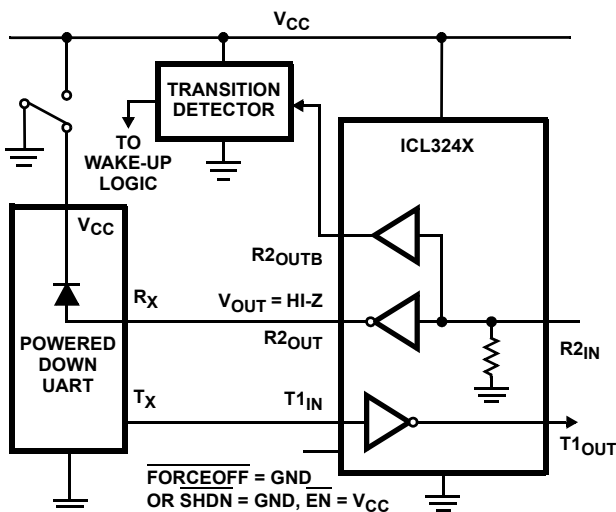 VCC
TRANSITION
DETECTOR
TO
WAKE-UP
LOGIC
ICL324X
VCC
R2OUTB
RX
VOUT = HI-Z
POWERED
DOWN
UART
R2OUT
R2IN
TX
T1IN
T1OUT
FORCEOFF = GND
OR SHDN = GND, EN = VCC